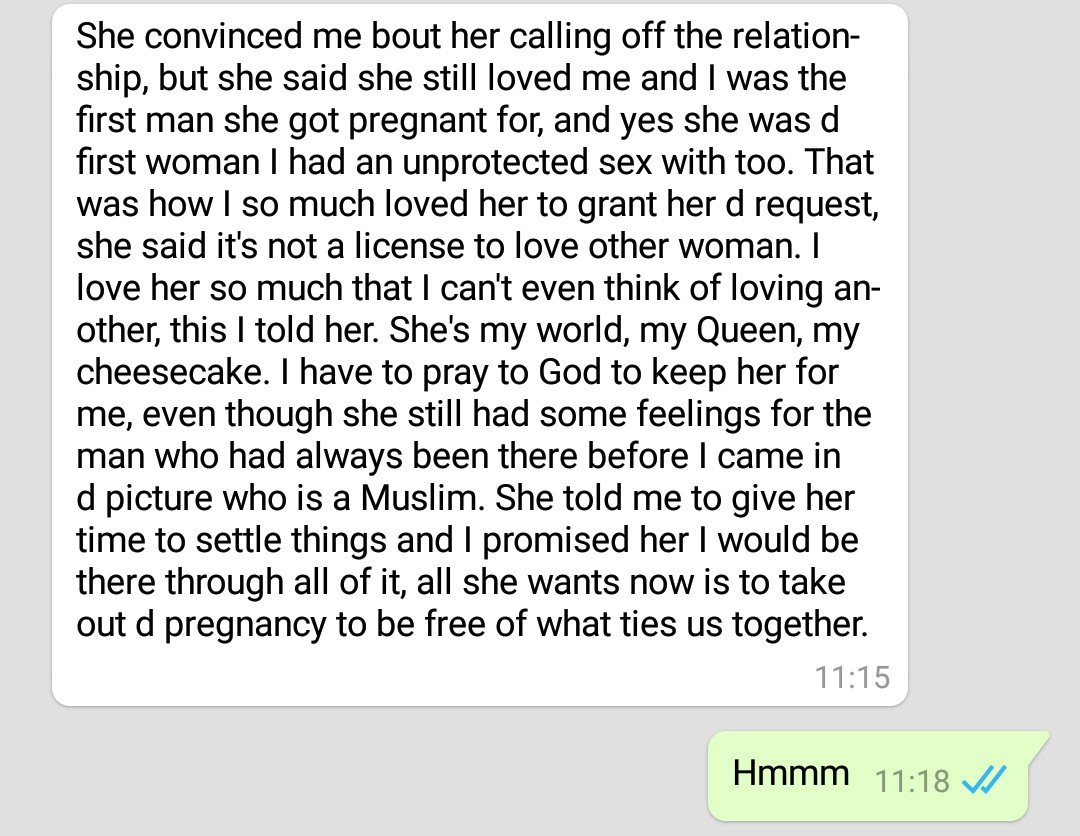 She convinced me bout her calling off the relation-
ship, but she said she still loved me and I was the
first man she got pregnant for, and yes she was d
first woman I had an unprotected sex with too. That
was how I so much loved her to grant her d request,
she said it's not a license to love other woman. I
love her so much that I can't even think of loving an-
other, this I told her. She's my world, my Queen, my
cheesecake. I have to pray to God to keep her for
me, even though she still had some feelings for the
man who had always been there before I came in
d picture who is a Muslim. She told me to give her
time to settle things and I promised her I would be
there through all of it, all she wants now is to take
out d pregnancy to be free of what ties us together.
11:15
Hmmm 11:18